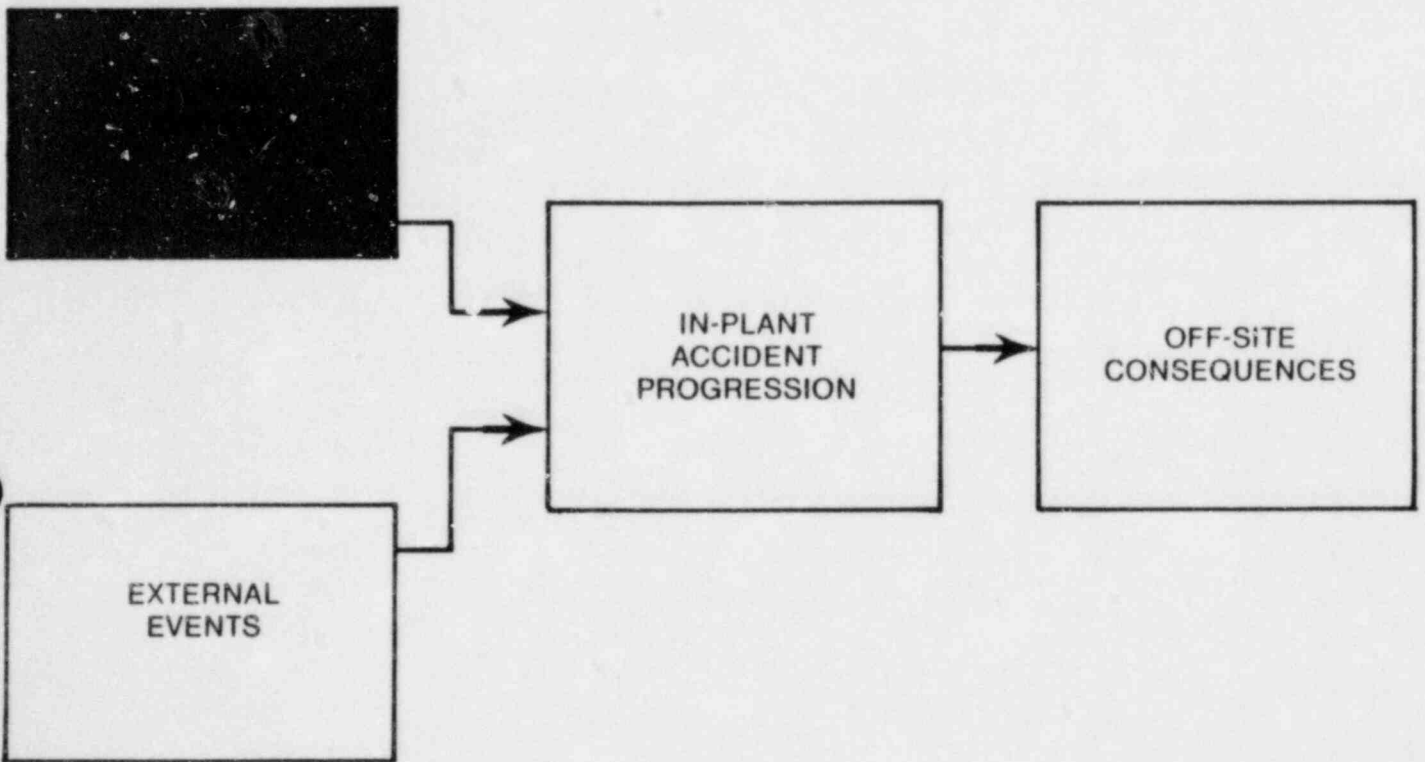 IN-PLANT
ACCIDENT
PROGRESSION
OFF-SiTE
CONSEQUENCES
EXTERNAL
EVENTS